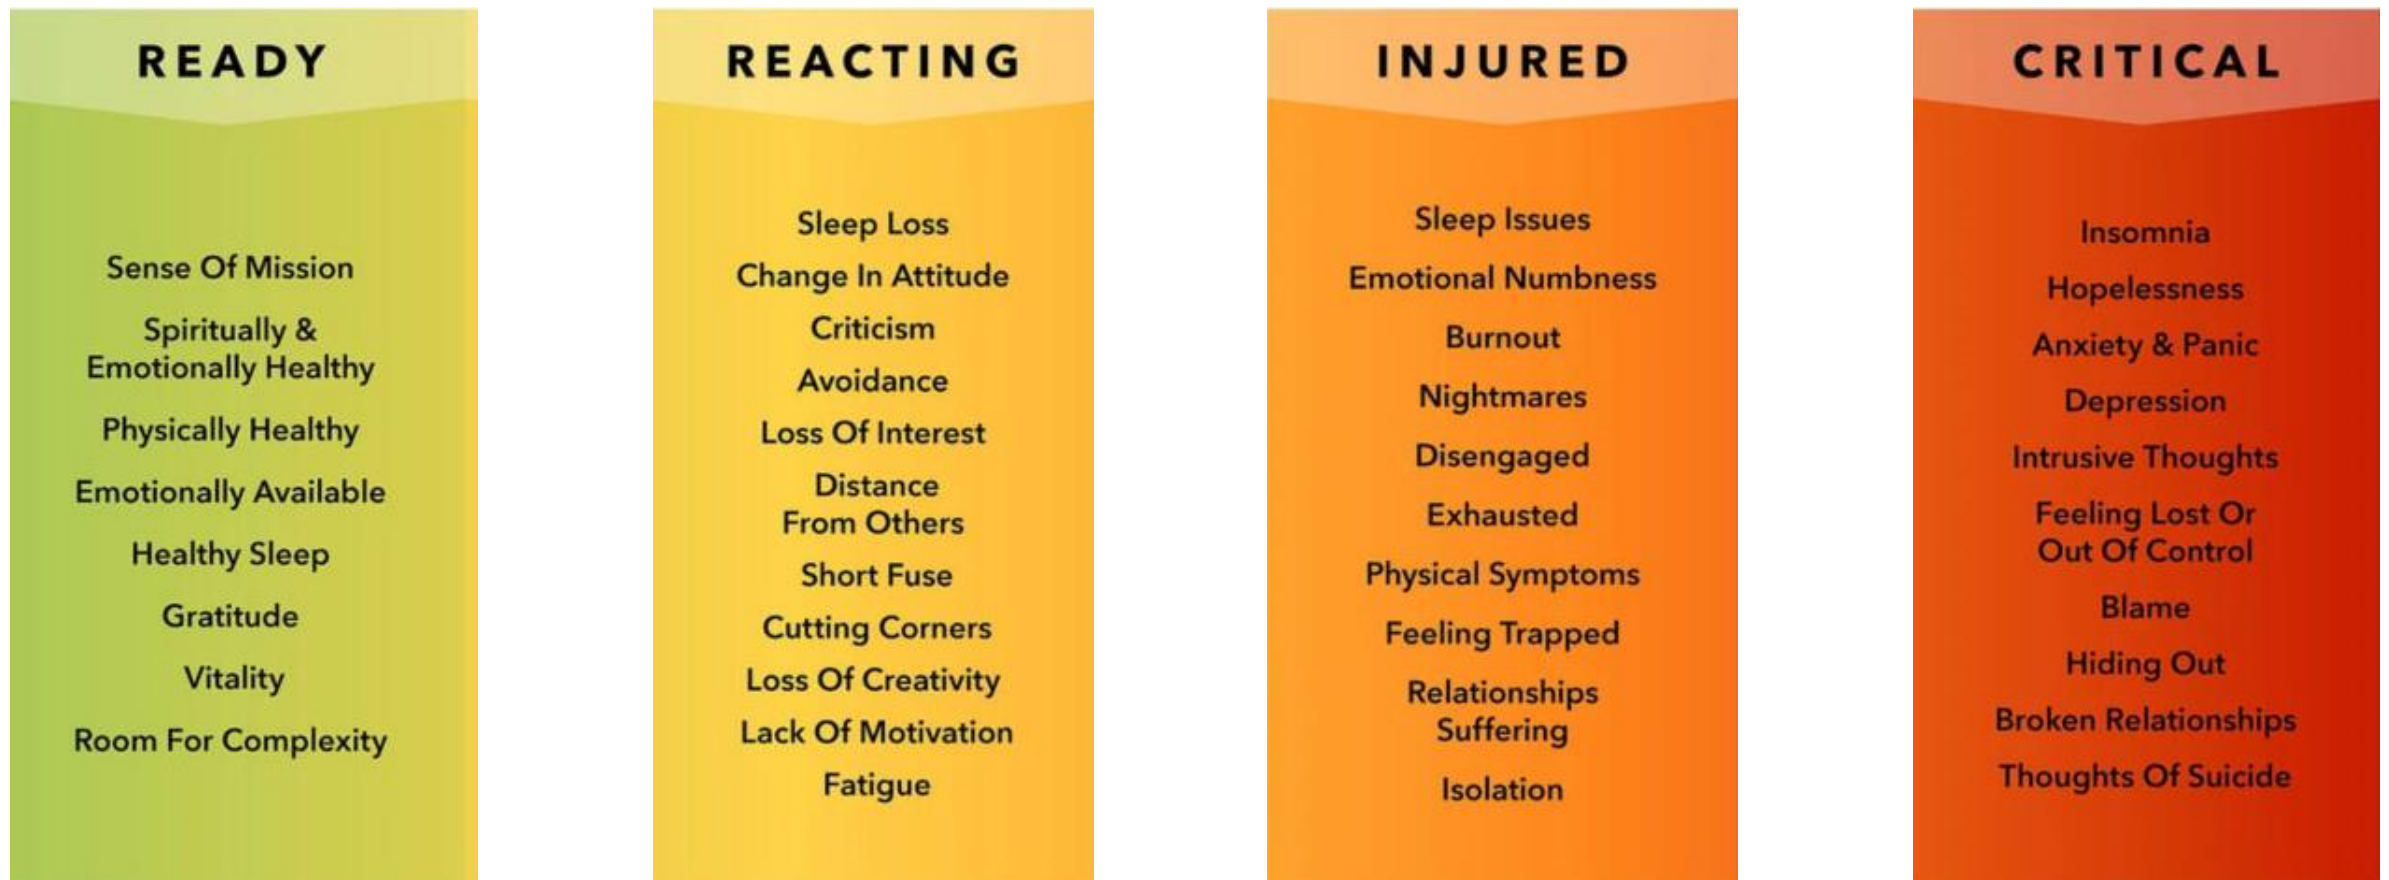 READY
Sense Of Mission
Spiritually &
Emotionally Healthy
Physically Healthy
Emotionally Available
Healthy Sleep
Gratitude
Vitality
Room For Complexity
REACTING
Sleep Loss
Change In Attitude
Criticism
Avoidance
Loss Of Interest
Distance
From Others
Short Fuse
Cutting Corners
Loss Of Creativity
Lack Of Motivation
Fatigue
INJURED
Sleep Issues
Emotional Numbness
Burnout
Nightmares
Disengaged
Exhausted
Physical Symptoms
Feeling Trapped
Relationships
Suffering
Isolation
CRITICAL
Insomnia
Hopelessness
Anxiety & Panic
Depression
Intrusive Thoughts
Feeling Lost Or
Out Of Control
Blame
Hiding Out
Broken Relationships
Thoughts Of Suicide